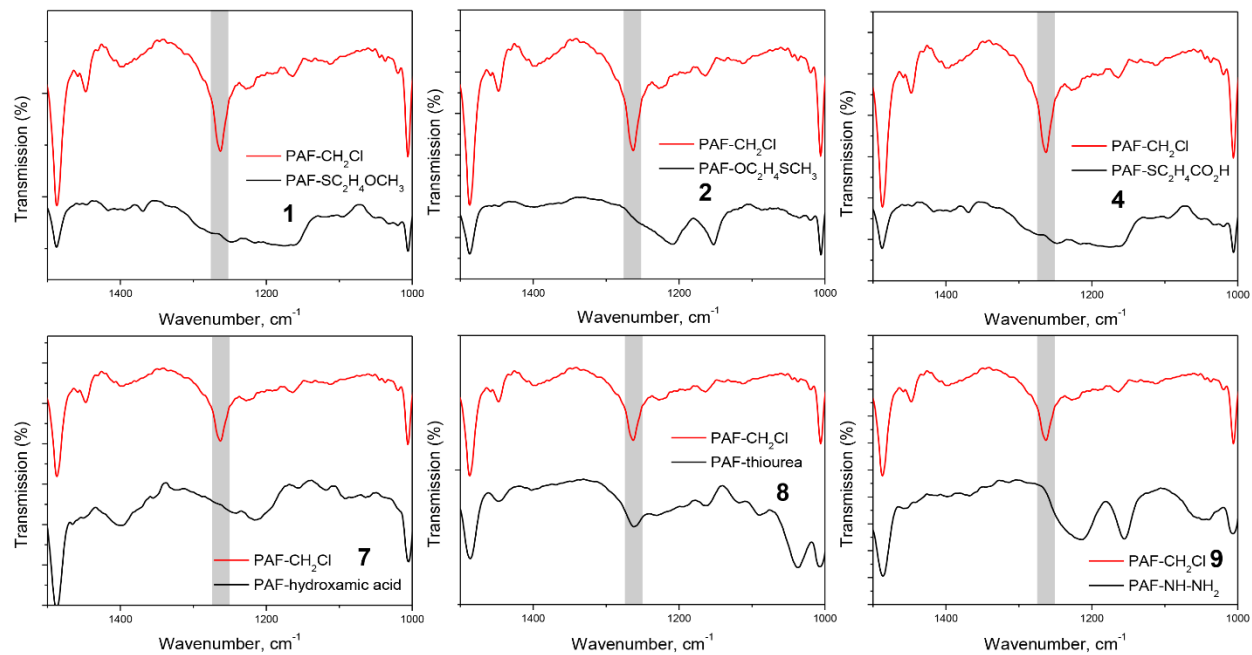 Transmission (%)
PAF-CH₂Cl
PAF-SC₂H₄OCH₃
1
1400
1200
1000
Wavenumber, cm⁻¹
Transmission (%)
PAF-CH₂Cl
PAF-OC₂H₄SCH₃
2
1400
1200
1000
Wavenumber, cm⁻¹
Transmission (%)
PAF-CH₂Cl
PAF-SC₂H₄CO₂H
4
1400
1200
1000
Wavenumber, cm⁻¹
Transmission (%)
PAF-CH₂Cl
7
PAF-hydroxamic acid
1400
1200
1000
Wavenumber, cm⁻¹
Transmission (%)
PAF-CH₂Cl
PAF-thiourea
8
1400
1200
1000
Wavenumber, cm⁻¹
Transmission (%)
PAF-CH₂Cl 9
PAF-NH-NH₂
1400
1200
1000
Wavenumber, cm⁻¹